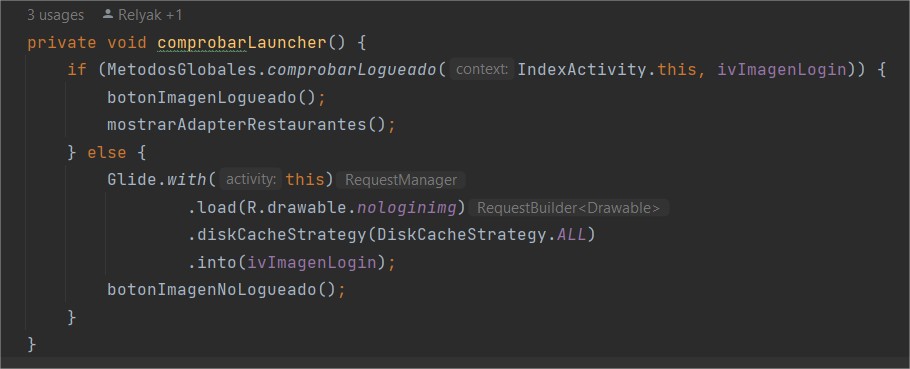 3 usages Relyak +1
private void comprobarLauncher() {
    if (MetodosGlobales.comprobarLogueado( context: IndexActivity.this, ivImagenLogin)) {
        botonImagenLogueado();
        mostrarAdapterRestaurantes();
    } else {
        Glide.with( activity: this) RequestManager
                .load(R.drawable.nologinimg) RequestBuilder<Drawable>
                .diskCacheStrategy(DiskCacheStrategy.ALL)
                .into(ivImagenLogin);
        botonImagenNoLogueado();
    }
}